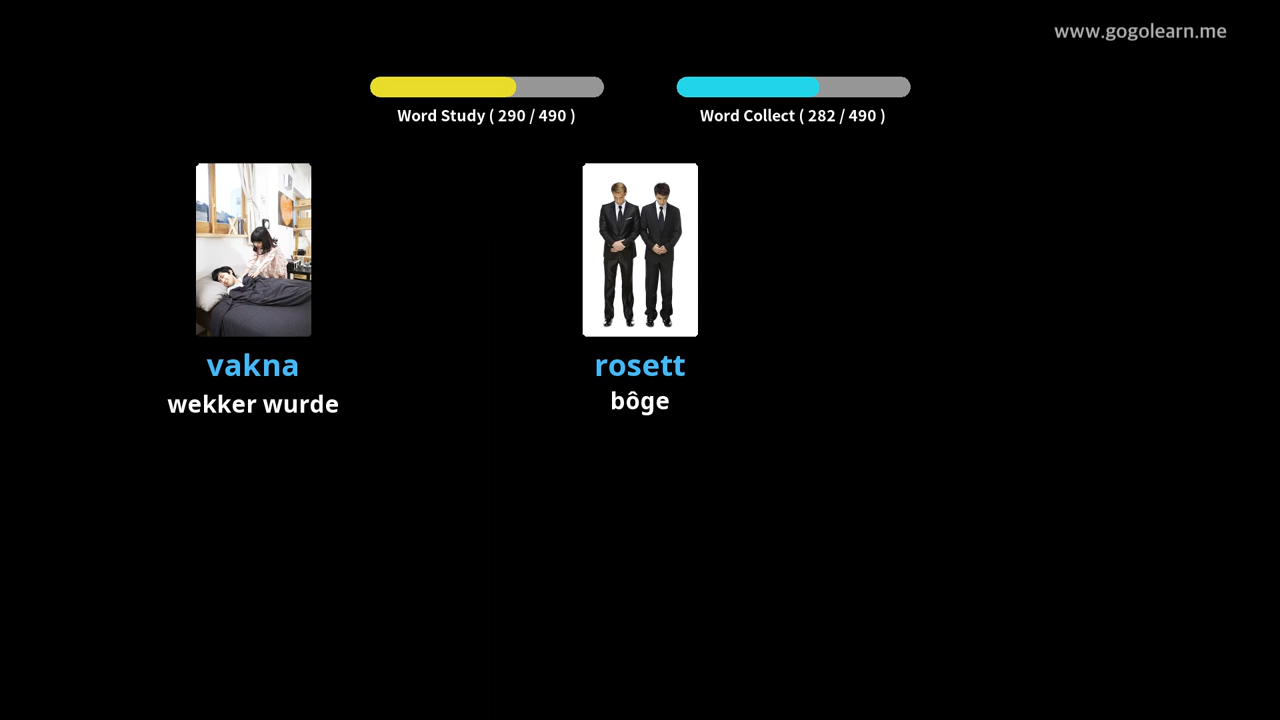 www.gogolearn.me
Word Study ( 290 / 490 )
Word Collect ( 282 / 490 )
vakna
wekker wurde
rosett
bôge